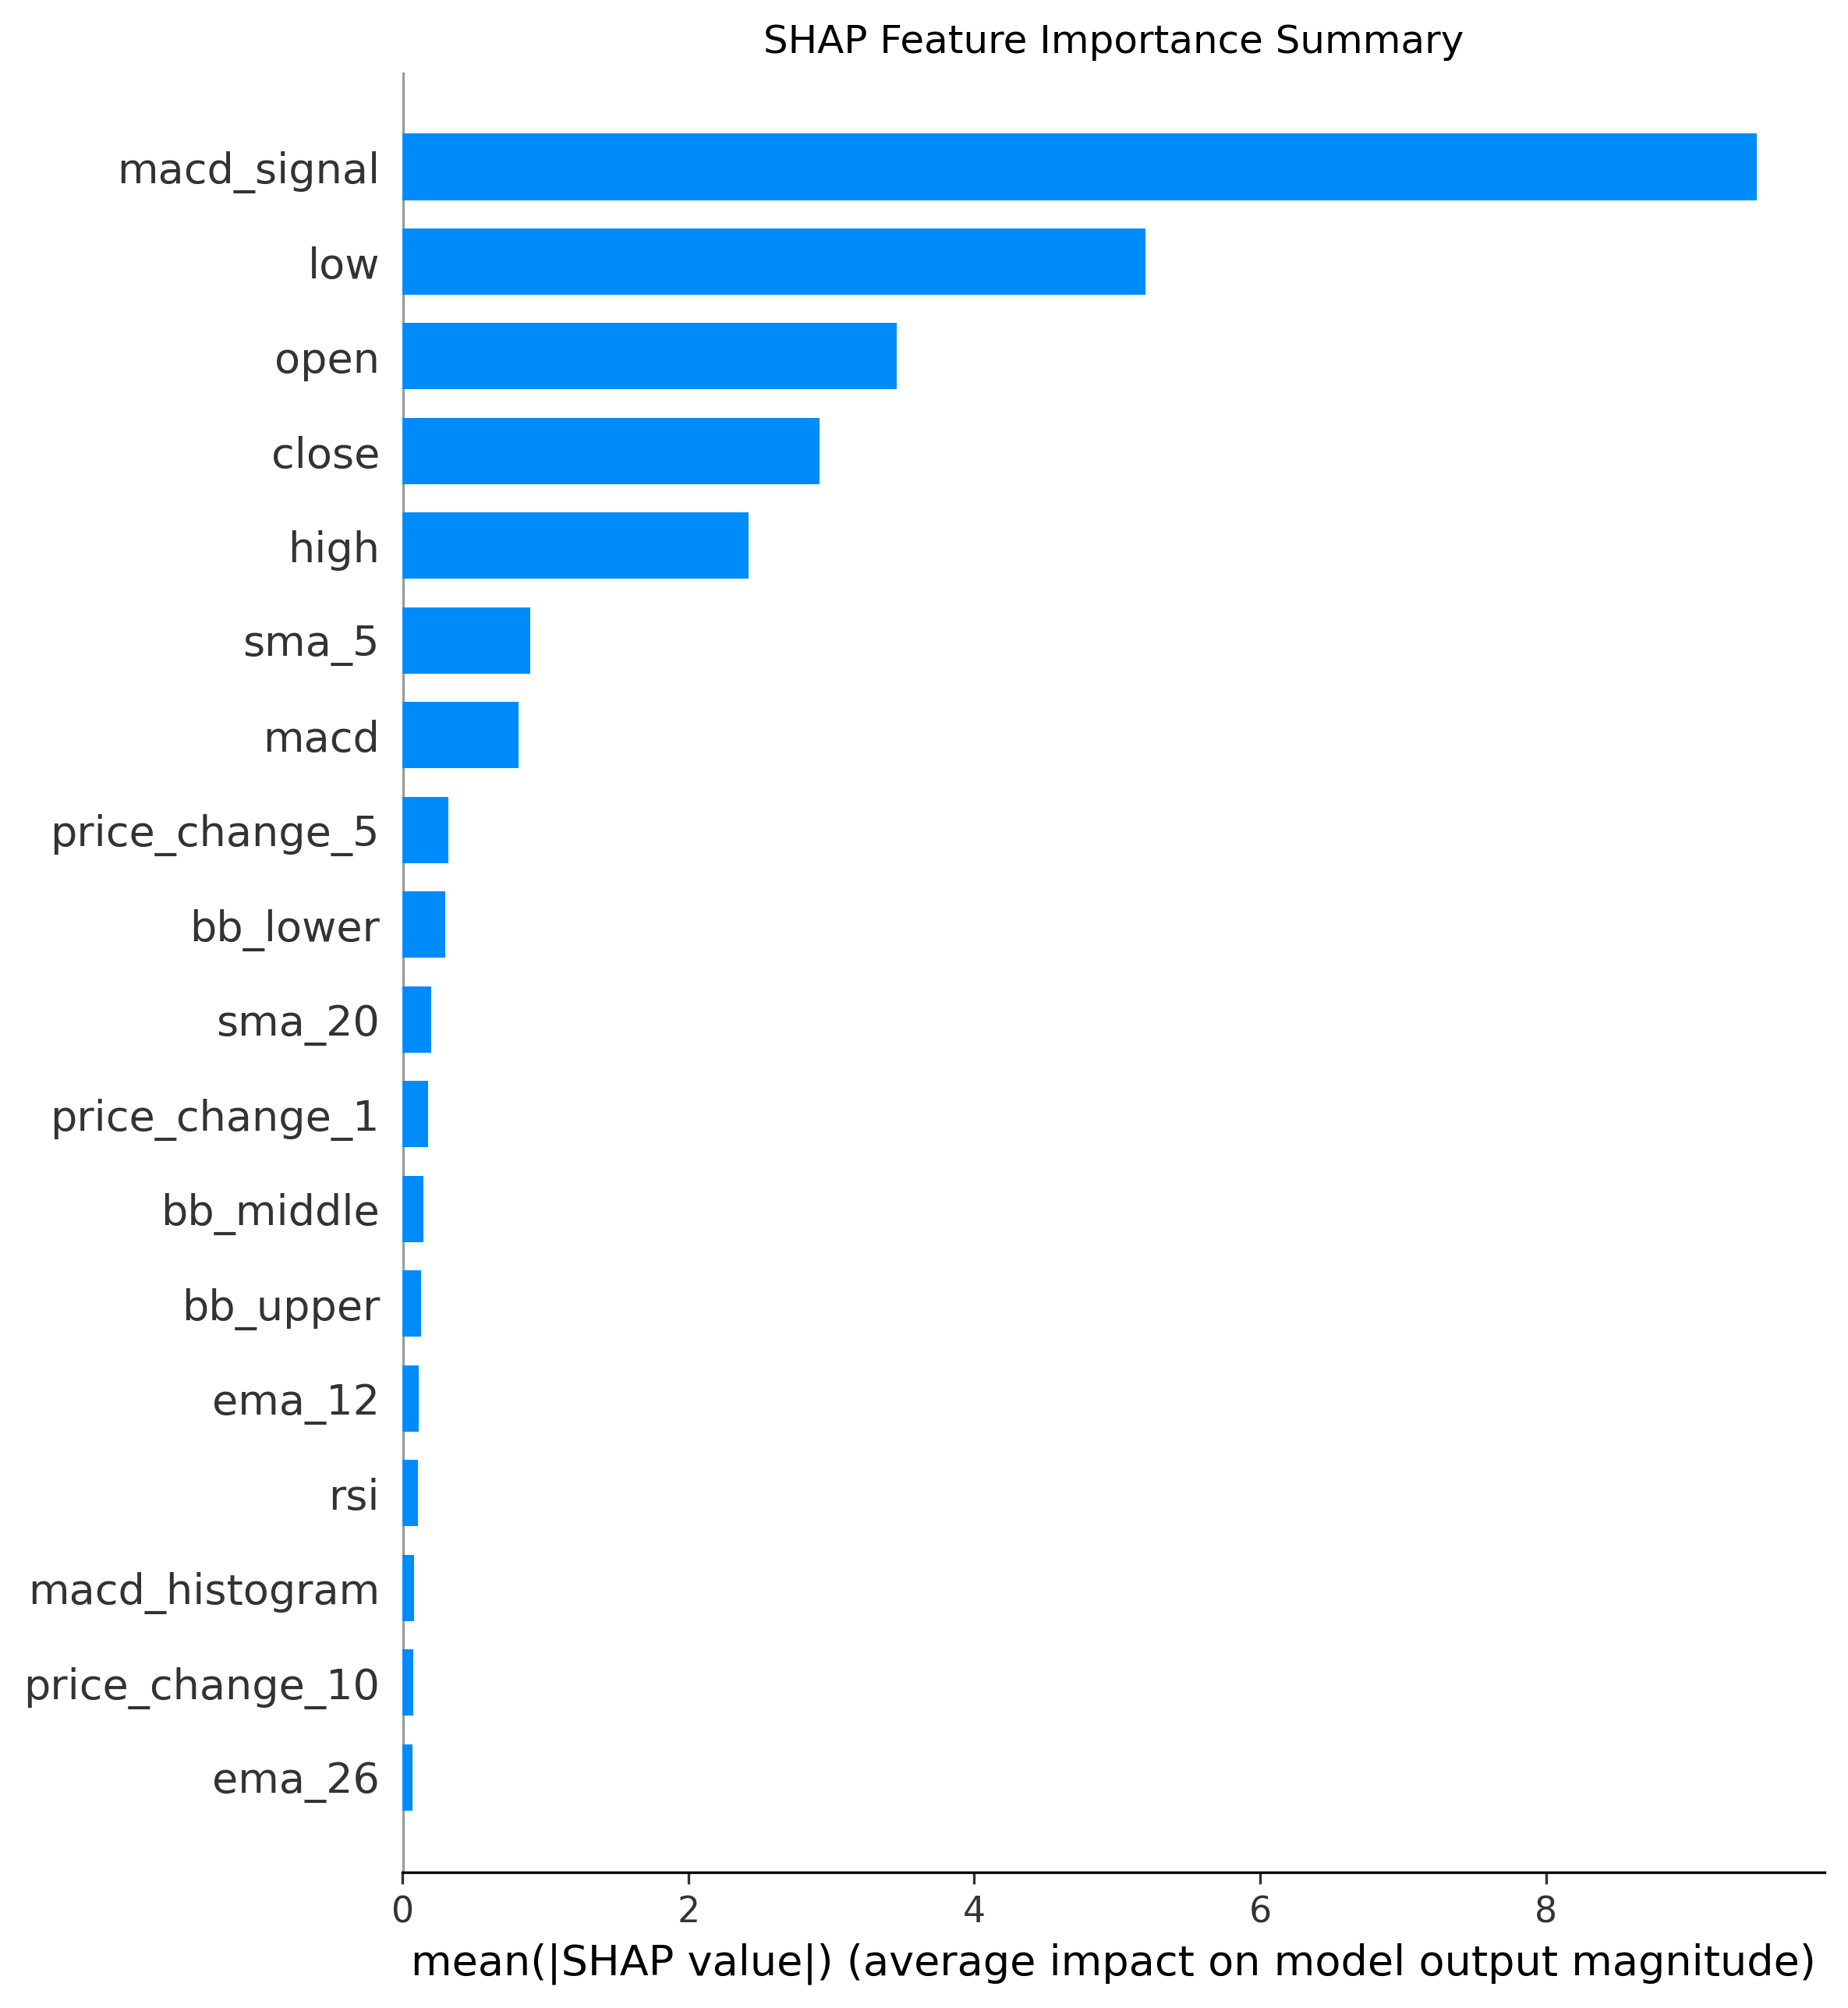 SHAP Feature Importance Summary
macd_signal
low
open
close
high
sma_5
macd
price_change_5
bb_lower
sma_20
price_change_1
bb_middle
bb_upper
ema_12
rsi
macd_histogram
price_change_10
ema_26
0 2 4 6 8
mean(|SHAP value|) (average impact on model output magnitude)